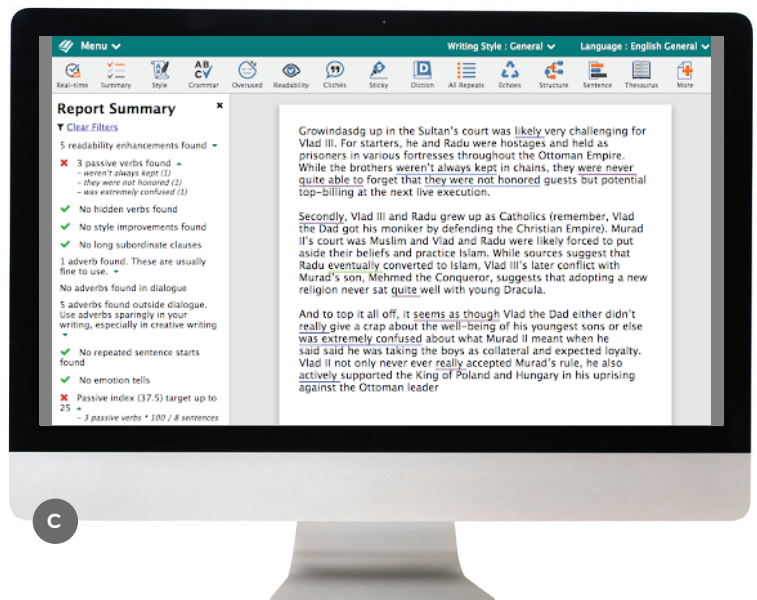 Menu
Writing Style : General
Language : English General
Real-time
Summary
Style
Grammar
Overused
Readability
Clichés
Sticky
Diction
All Repeats
Echoes
Structure
Sentence
Thesaurus
More
Report Summary
Clear Filters
5 readability enhancements found
3 passive verbs found
– weren't always kept (1)
– they were not honored (1)
– was extremely confused (1)
No hidden verbs found
No style improvements found
No long subordinate clauses
1 adverb found. These are usually
fine to use.
No adverbs found in dialogue
5 adverbs found outside dialogue.
Use adverbs sparingly in your
writing, especially in creative writing
No repeated sentence starts
found
No emotion tells
Passive index (37.5) target up to
25
– 3 passive verbs * 100 / 8 sentences
Growindasdg up in the Sultan's court was likely very challenging for
Vlad III. For starters, he and Radu were hostages and held as
prisoners in various fortresses throughout the Ottoman Empire.
While the brothers weren't always kept in chains, they were never
quite able to forget that they were not honored guests but potential
top-billing at the next live execution.
Secondly, Vlad III and Radu grew up as Catholics (remember, Vlad
the Dad got his moniker by defending the Christian Empire). Murad
II's court was Muslim and Vlad and Radu were likely forced to put
aside their beliefs and practice Islam. While sources suggest that
Radu eventually converted to Islam, Vlad III's later conflict with
Murad's son, Mehmed the Conqueror, suggests that adopting a new
religion never sat quite well with young Dracula.
And to top it all off, it seems as though Vlad the Dad either didn't
really give a crap about the well-being of his youngest sons or else
was extremely confused about what Murad II meant when he
said said he was taking the boys as collateral and expected loyalty.
Vlad II not only never ever really accepted Murad's rule, he also
actively supported the King of Poland and Hungary in his uprising
against the Ottoman leader
ABC
D
C